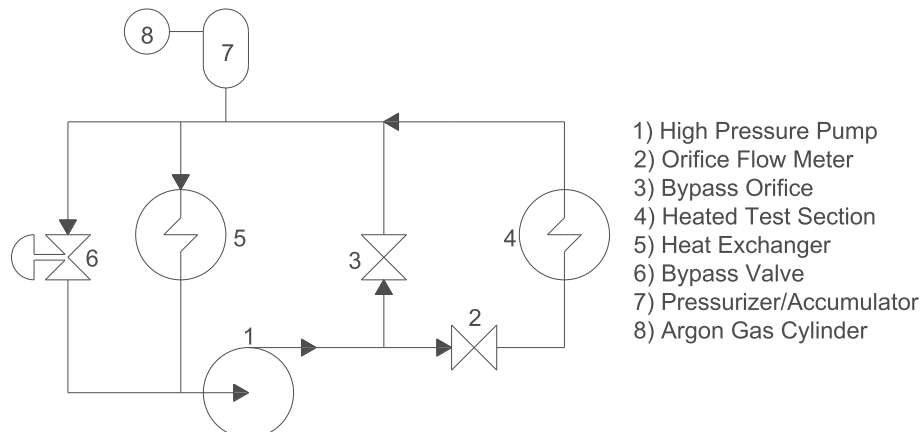 8
7
1) High Pressure Pump
2) Orifice Flow Meter
3) Bypass Orifice
4) Heated Test Section
5) Heat Exchanger
6) Bypass Valve
7) Pressurizer/Accumulator
8) Argon Gas Cylinder
5
4
6
3
2
1